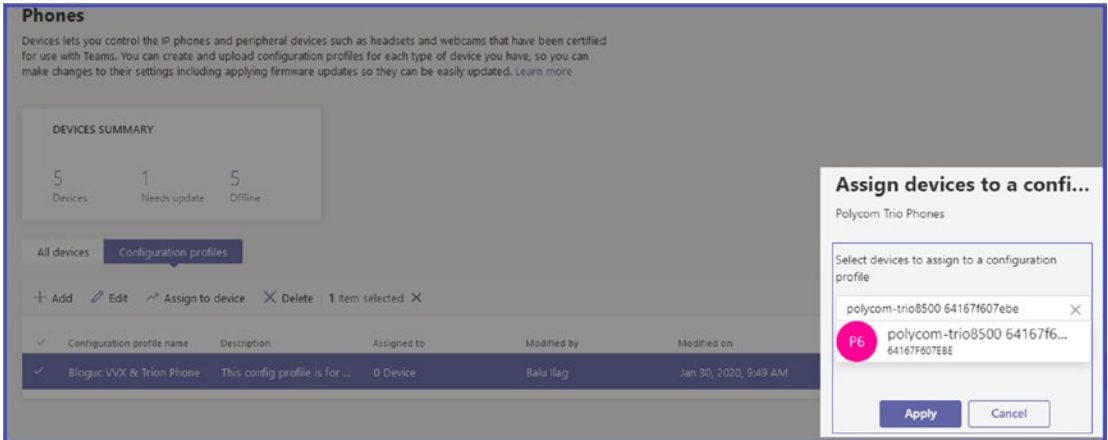 Phones
Devices lets you control the IP phones and peripheral devices such as headsets and webcams that have been certified
for use with Teams. You can create and upload configuration profiles for each type of device you have, so you can
make changes to their settings including applying firmware updates so they can be easily updated. Learn more
DEVICES SUMMARY
5 1 5
Devices Needs update Offline
All devices Configuration profiles
+ Add Edit Assign to device Delete 1 item selected
Configuration profile name Description Assigned to Modified by Modified on
Bloguc VVX & Trion Phone This config profile is for ... 0 Device Balu Ilag Jan 30, 2020, 9:49 AM
Assign devices to a confi...
Polycom Trio Phones
Select devices to assign to a configuration
profile
polycom-trio8500 64167f607ebe
P6 polycom-trio8500 64167f6...
64167F607EBE
Apply Cancel